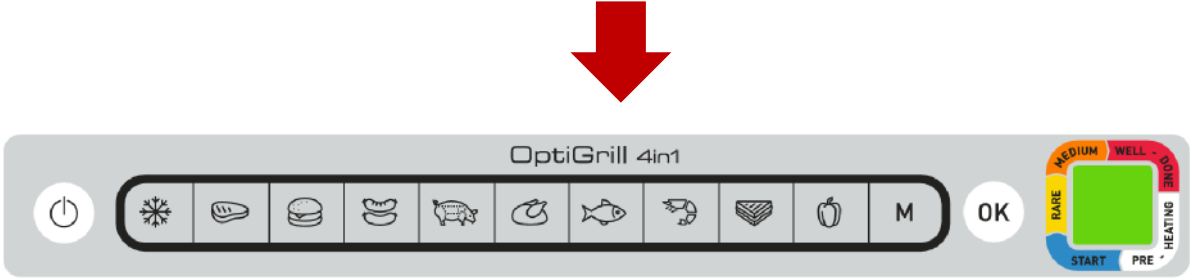 OptiGrill 4in1
M
OK
RARE
MEDIUM
WELL - DONE
START
PRE - HEATING